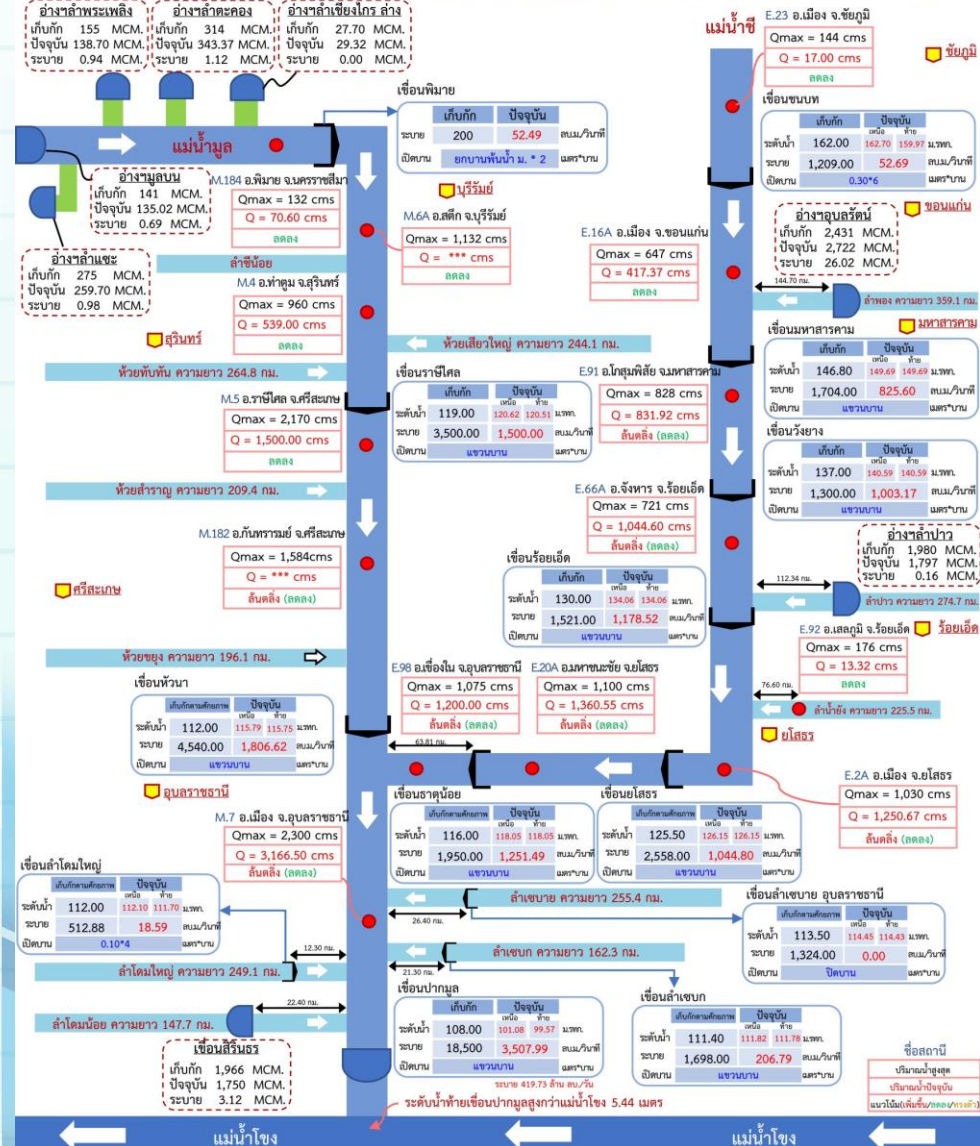 อ่างฯลำพระเพลิง
เก็บกัก 155 MCM.
ปัจจุบัน 138.70 MCM.
ระบาย 0.94 MCM.
อ่างฯลำตะคอง
เก็บกัก 314 MCM.
ปัจจุบัน 343.37 MCM.
ระบาย 1.12 MCM.
อ่างฯลำเชียงไกร ล่าง
เก็บกัก 27.70 MCM.
ปัจจุบัน 29.32 MCM.
ระบาย 0.00 MCM.
แม่น้ำมูล
อ่างฯมูลบน
เก็บกัก 141 MCM.
ปัจจุบัน 135.02 MCM.
ระบาย 0.69 MCM.
อ่างฯลำแชะ
เก็บกัก 275 MCM.
ปัจจุบัน 259.70 MCM.
ระบาย 0.98 MCM.
เขื่อนพิมาย
เก็บกัก ปัจจุบัน
ระบาย 200 52.49 ลบม./วินาที
เปิดบาน ยกบานพ้นน้ำ ม. * 2 เมตร*บาน
M.184 อ.พิมาย จ.นครราชสีมา
Qmax = 132 cms
Q = 70.60 cms
ลดลง
บุรีรัมย์
M.6A อ.สตึก จ.บุรีรัมย์
Qmax = 1,132 cms
Q = *** cms
ลดลง
ลำชีน้อย
M.4 อ.ท่าตูม จ.สุรินทร์
Qmax = 960 cms
Q = 539.00 cms
ลดลง
สุรินทร์
ห้วยเสียวใหญ่ ความยาว 244.1 กม.
ห้วยทับทัน ความยาว 264.8 กม.
เขื่อนราษีไศล
เก็บกัก ปัจจุบัน
เหนือ ท้าย
ระดับน้ำ 119.00 120.62 120.51 ม.รทก.
ระบาย 3,500.00 1,500.00 ลบม./วินาที
เปิดบาน แขวนบาน เมตร*บาน
M.5 อ.ราษีไศล จ.ศรีสะเกษ
Qmax = 2,170 cms
Q = 1,500.00 cms
ลดลง
ห้วยสำราญ ความยาว 209.4 กม.
M.182 อ.กันทรารมย์ จ.ศรีสะเกษ
Qmax = 1,584cms
Q = *** cms
ล้นตลิ่ง (ลดลง)
ศรีสะเกษ
ห้วยขยุง ความยาว 196.1 กม.
เขื่อนหัวนา
เก็บกักตามศักยภาพ ปัจจุบัน
เหนือ ท้าย
ระดับน้ำ 112.00 115.79 115.75 ม.รทก.
ระบาย 4,540.00 1,806.62 ลบม./วินาที
เปิดบาน แขวนบาน เมตร*บาน
อุบลราชธานี
แม่น้ำชี
E.23 อ.เมือง จ.ชัยภูมิ
Qmax = 144 cms
Q = 17.00 cms
ลดลง
ชัยภูมิ
เขื่อนชนบท
เก็บกัก ปัจจุบัน
เหนือ ท้าย
ระดับน้ำ 162.00 162.70 159.97 ม.รทก.
ระบาย 1,209.00 52.69 ลบม./วินาที
เปิดบาน 0.30*6 เมตร*บาน
ขอนแก่น
E.16A อ.เมือง จ.ขอนแก่น
Qmax = 647 cms
Q = 417.37 cms
ลดลง
อ่างฯอุบลรัตน์
เก็บกัก 2,431 MCM.
ปัจจุบัน 2,722 MCM.
ระบาย 26.02 MCM.
144.70 กม.
ลำพอง ความยาว 359.1 กม.
มหาสารคาม
เขื่อนมหาสารคาม
เก็บกัก ปัจจุบัน
เหนือ ท้าย
ระดับน้ำ 146.80 149.69 149.69 ม.รทก.
ระบาย 1,704.00 825.60 ลบม./วินาที
เปิดบาน แขวนบาน เมตร*บาน
E.91 อ.โกสุมพิสัย จ.มหาสารคาม
Qmax = 828 cms
Q = 831.92 cms
ล้นตลิ่ง (ลดลง)
เขื่อนวังยาง
เก็บกัก ปัจจุบัน
เหนือ ท้าย
ระดับน้ำ 137.00 140.59 140.59 ม.รทก.
ระบาย 1,300.00 1,003.17 ลบม./วินาที
เปิดบาน แขวนบาน เมตร*บาน
E.66A อ.จังหาร จ.ร้อยเอ็ด
Qmax = 721 cms
Q = 1,044.60 cms
ล้นตลิ่ง (ลดลง)
อ่างฯลำปาว
เก็บกัก 1,980 MCM.
ปัจจุบัน 1,797 MCM.
ระบาย 0.16 MCM.
112.34 กม.
ลำปาว ความยาว 274.7 กม.
เขื่อนร้อยเอ็ด
เก็บกัก ปัจจุบัน
เหนือ ท้าย
ระดับน้ำ 130.00 134.06 134.06 ม.รทก.
ระบาย 1,521.00 1,178.52 ลบม./วินาที
เปิดบาน แขวนบาน เมตร*บาน
E.92 อ.เสลภูมิ จ.ร้อยเอ็ด
Qmax = 176 cms
Q = 13.32 cms
ลดลง
ร้อยเอ็ด
76.60 กม.
ลำน้ำยัง ความยาว 225.5 กม.
ยโสธร
E.98 อ.เขื่องใน จ.อุบลราชธานี
Qmax = 1,075 cms
Q = 1,200.00 cms
ล้นตลิ่ง (ลดลง)
E.20A อ.มหาชนะชัย จ.ยโสธร
Qmax = 1,100 cms
Q = 1,360.55 cms
ล้นตลิ่ง (ลดลง)
63.81 กม.
E.2A อ.เมือง จ.ยโสธร
Qmax = 1,030 cms
Q = 1,250.67 cms
ล้นตลิ่ง (ลดลง)
เขื่อนธาตุน้อย
เก็บกักตามศักยภาพ ปัจจุบัน
เหนือ ท้าย
ระดับน้ำ 116.00 118.05 118.05 ม.รทก.
ระบาย 1,950.00 1,251.49 ลบม./วินาที
เปิดบาน แขวนบาน เมตร*บาน
เขื่อนยโสธร
เก็บกักตามศักยภาพ ปัจจุบัน
เหนือ ท้าย
ระดับน้ำ 125.50 126.15 126.15 ม.รทก.
ระบาย 2,558.00 1,044.80 ลบม./วินาที
เปิดบาน แขวนบาน เมตร*บาน
M.7 อ.เมือง จ.อุบลราชธานี
Qmax = 2,300 cms
Q = 3,166.50 cms
ล้นตลิ่ง (ลดลง)
เขื่อนลำโดมใหญ่
เก็บกักตามศักยภาพ ปัจจุบัน
เหนือ ท้าย
ระดับน้ำ 112.00 112.10 111.70 ม.รทก.
ระบาย 512.88 18.59 ลบม./วินาที
เปิดบาน 0.10*4 เมตร*บาน
12.30 กม.
ลำโดมใหญ่ ความยาว 249.1 กม.
ลำเซบาย ความยาว 255.4 กม.
26.40 กม.
เขื่อนลำเซบาย อุบลราชธานี
เก็บกักตามศักยภาพ ปัจจุบัน
เหนือ ท้าย
ระดับน้ำ 113.50 114.45 114.43 ม.รทก.
ระบาย 1,324.00 0.00 ลบม./วินาที
เปิดบาน ปิดบาน เมตร*บาน
ลำเซบก ความยาว 162.3 กม.
21.30 กม.
22.40 กม.
ลำโดมน้อย ความยาว 147.7 กม.
เขื่อนสิรินธร
เก็บกัก 1,966 MCM.
ปัจจุบัน 1,750 MCM.
ระบาย 3.12 MCM.
เขื่อนปากมูล
เก็บกัก ปัจจุบัน
เหนือ ท้าย
ระดับน้ำ 108.00 101.08 99.57 ม.รทก.
ระบาย 18,500 3,507.99 ลบม./วินาที
เปิดบาน แขวนบาน เมตร*บาน
ระบาย 419.73 ล้าน ลบ./วัน
เขื่อนลำเซบก
เก็บกักตามศักยภาพ ปัจจุบัน
เหนือ ท้าย
ระดับน้ำ 111.40 111.82 111.78 ม.รทก.
ระบาย 1,698.00 206.79 ลบม./วินาที
เปิดบาน แขวนบาน เมตร*บาน
ชื่อสถานี
ปริมาณน้ำสูงสุด
ปริมาณน้ำปัจจุบัน
แนวโน้ม(เพิ่มขึ้น/ลดลง/ทรงตัว)
ระดับน้ำท้ายเขื่อนปากมูลสูงกว่าแม่น้ำโขง 5.44 เมตร
แม่น้ำโขง
แม่น้ำโขง